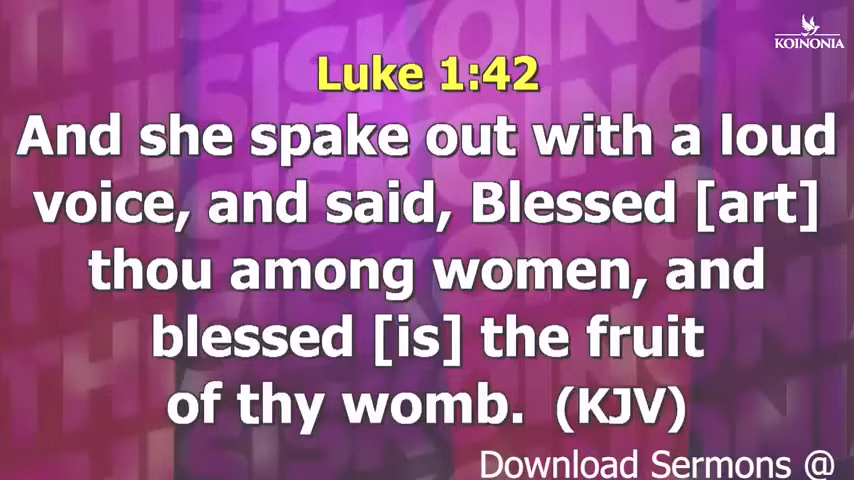 KOINONIA
Luke 1:42
And she spake out with a loud
voice, and said, Blessed [art]
thou among women, and
blessed [is] the fruit
of thy womb. (KJV)
Download Sermons @